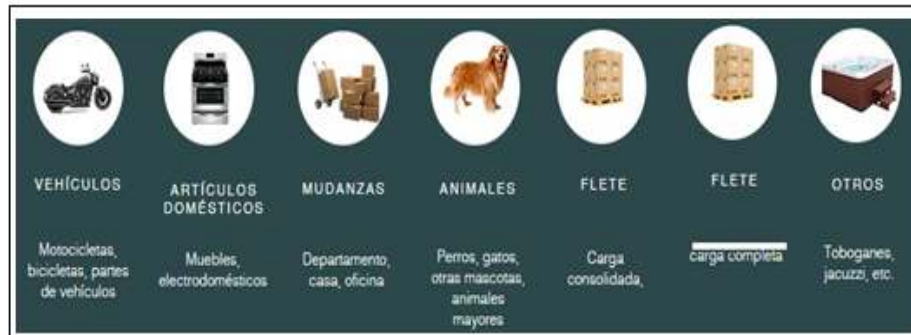 VEHÍCULOS
Motocicletas,
bicicletas, partes
de vehículos
ARTÍCULOS
DOMÉSTICOS
Muebles,
electrodomésticos
MUDANZAS
Departamento,
casa, oficina
ANIMALES
Perros, gatos,
otras mascotas,
animales
mayores
FLETE
Carga
consolidada,
FLETE
carga completa
OTROS
Toboganes,
jacuzzi, etc.